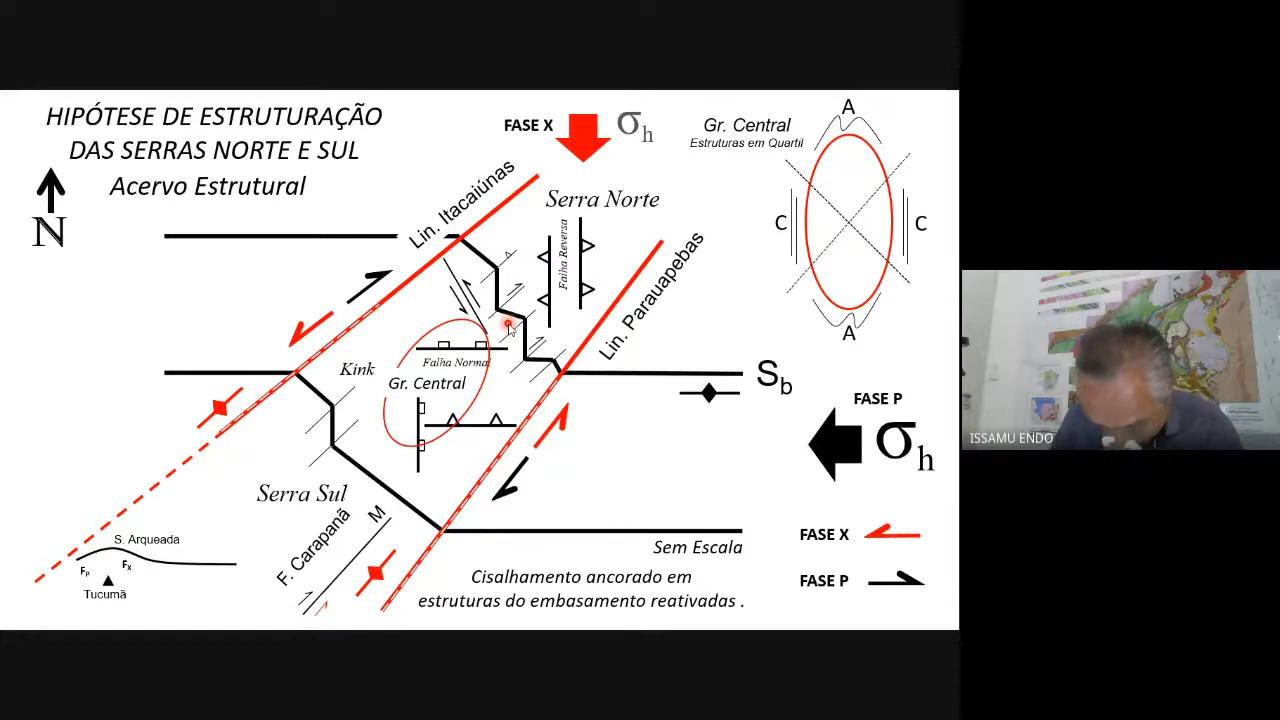 HIPÓTESE DE ESTRUTURAÇÃO
DAS SERRAS NORTE E SUL
Acervo Estrutural
N
FASE X
σh
Gr. Central
Estruturas em Quartil
A
C
C
A
Lin. Itacaiúnas
Serra Norte
Falha Reversa
Lin. Parauapebas
Kink
Falha Normal
Gr. Central
Sb
FASE P
σh
Serra Sul
F. Carapanã
M
S. Arqueada
FP
FX
Tucumã
Sem Escala
Cisalhamento ancorado em
estruturas do embasamento reativadas .
FASE X
FASE P
ISSAMU ENDO